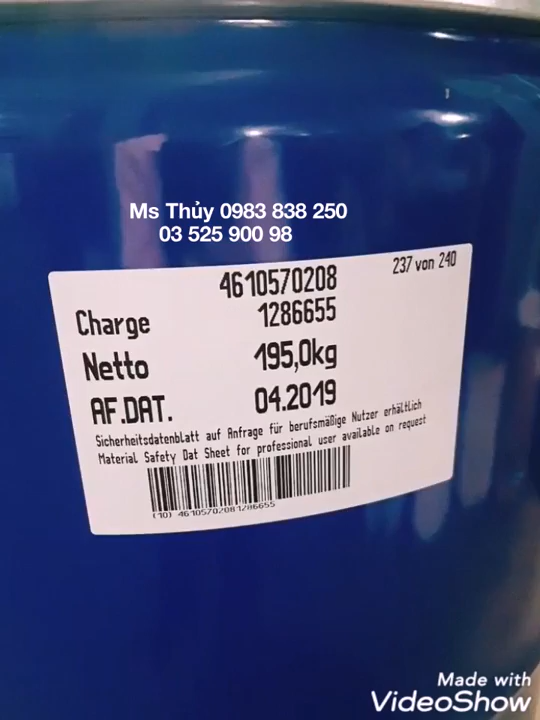 Ms Thủy 0983 838 250
03 525 900 98
237 von 240
4610570208
Charge 1286655
Netto 195,0kg
AF.DAT. 04.2019
Sicherheitsdatenblatt auf Anfrage für berufsmäßige Nutzer erhältlich
Material Safety Dat Sheet for professional user available on request
(10) 46105702081286655
Made with
VideoShow